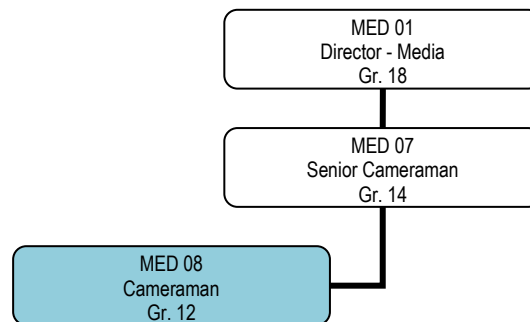 MED 01
Director - Media
Gr. 18
MED 07
Senior Cameraman
Gr. 14
MED 08
Cameraman
Gr. 12